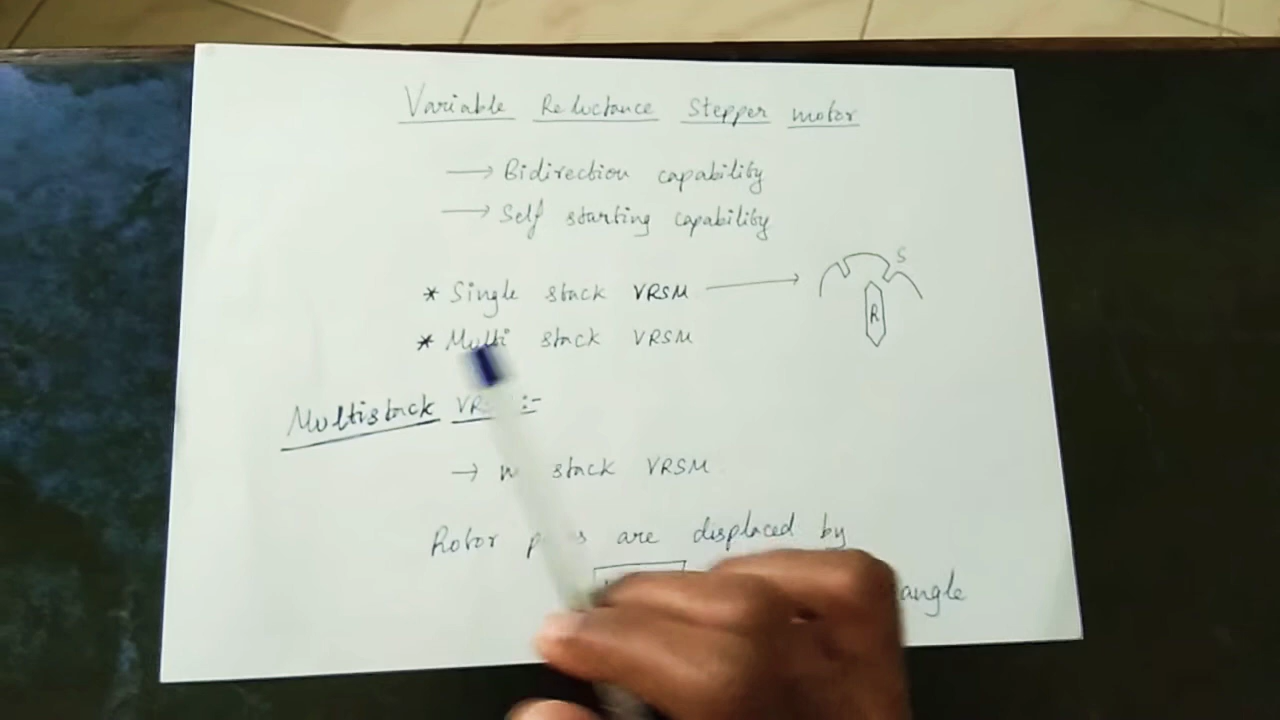 Variable Reluctance Stepper motor
→ Bidirection capability
→ Self starting capability
* Single stack VRSM → S
R
* Multi stack VRSM
Multistack :-
→ stack VRSM
Rotor are displaced by
angle